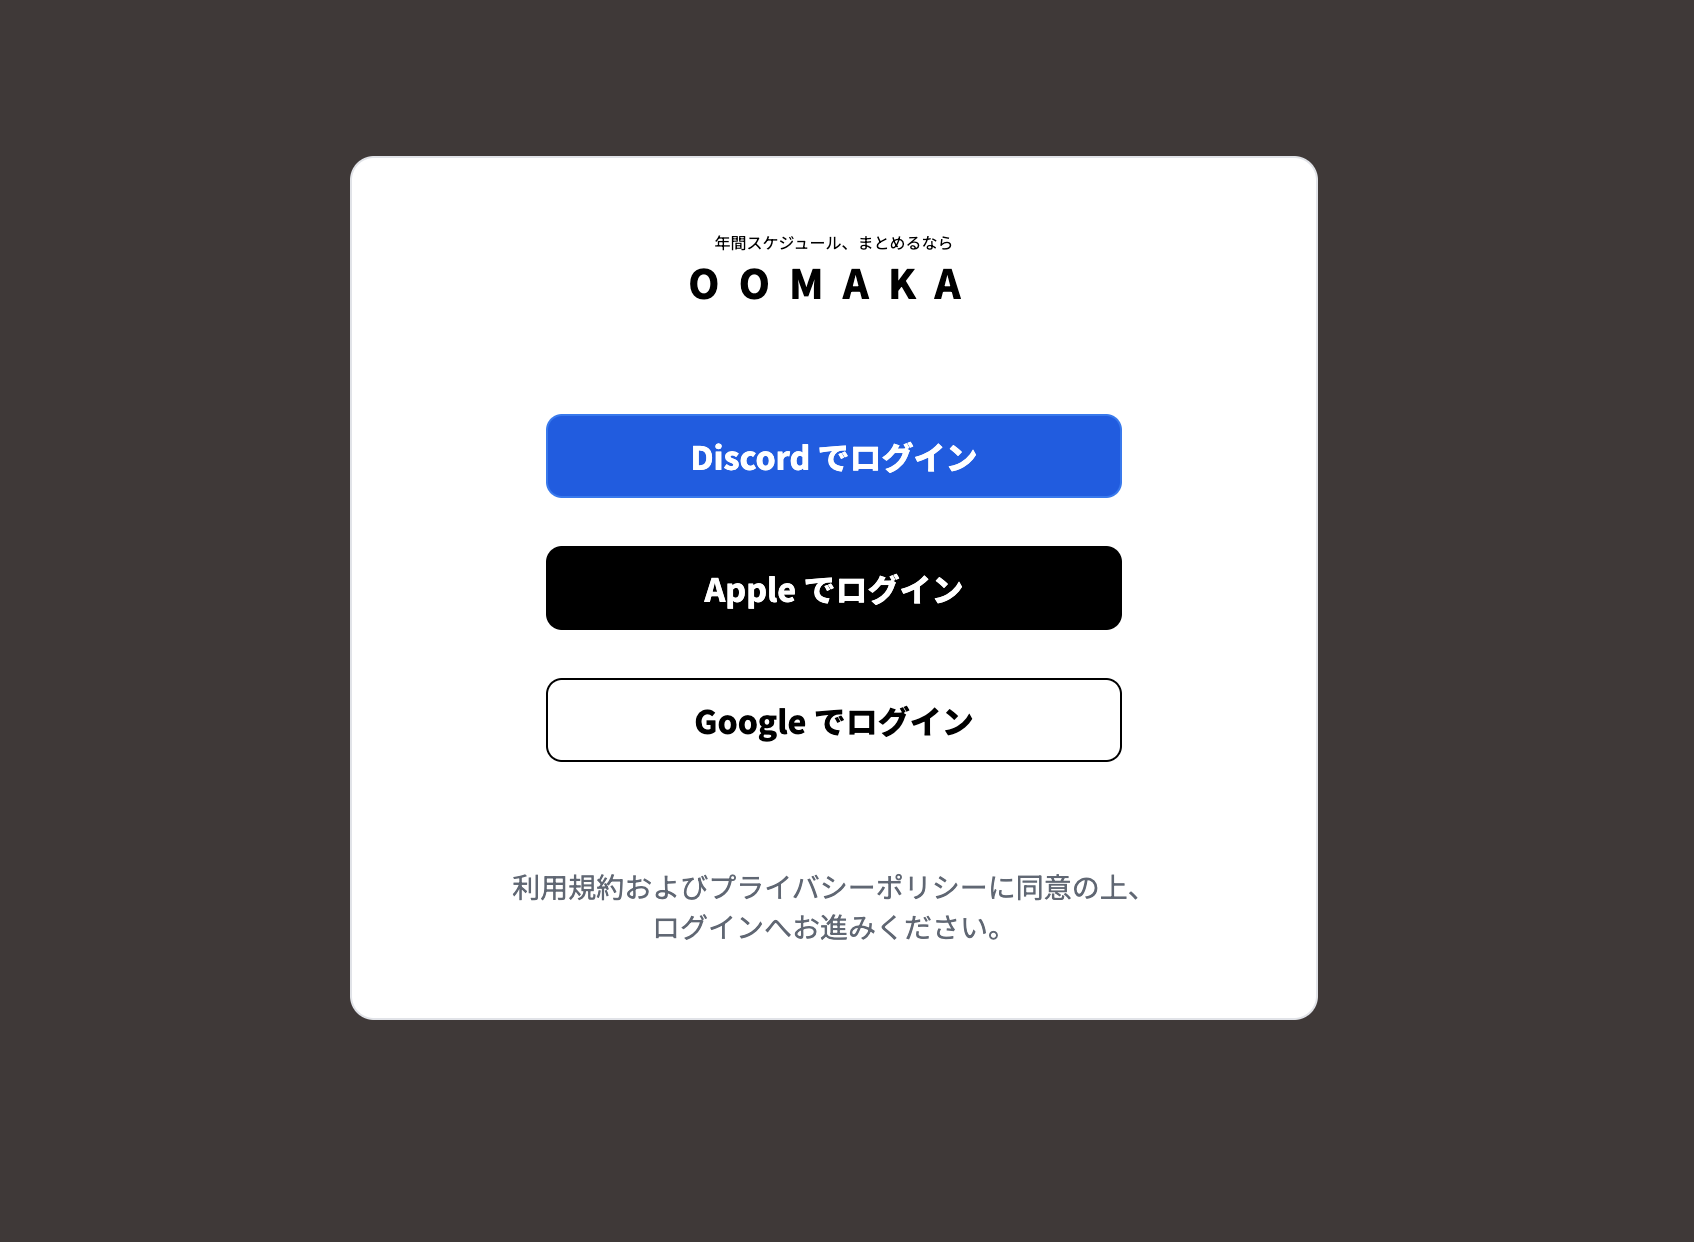 年間スケジュール、まとめるなら
OOMAKA
Discord でログイン
Apple でログイン
Google でログイン
利用規約およびプライバシーポリシーに同意の上、
ログインへお進みください。